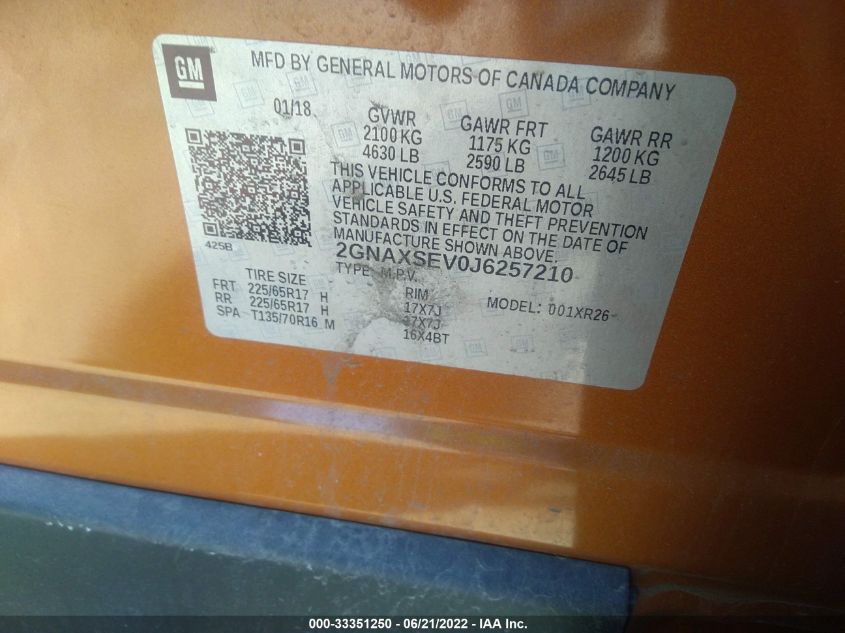 GM
MFD BY GENERAL MOTORS OF CANADA COMPANY
01/18
GVWR
2100 KG
4630 LB
GAWR FRT
1175 KG
2590 LB
GAWR RR
1200 KG
2645 LB
THIS VEHICLE CONFORMS TO ALL
APPLICABLE U.S. FEDERAL MOTOR
VEHICLE SAFETY AND THEFT PREVENTION
STANDARDS IN EFFECT ON THE DATE OF
MANUFACTURE SHOWN ABOVE.
425B
2GNAXSEV0J6257210
TYPE: M.P.V.
TIRE SIZE
FRT 225/65R17 H
RR 225/65R17 H
SPA T135/70R16 M
RIM
17X7J
17X7J
16X4BT
MODEL: 001XR26
000-33351250 - 06/21/2022 - IAA Inc.